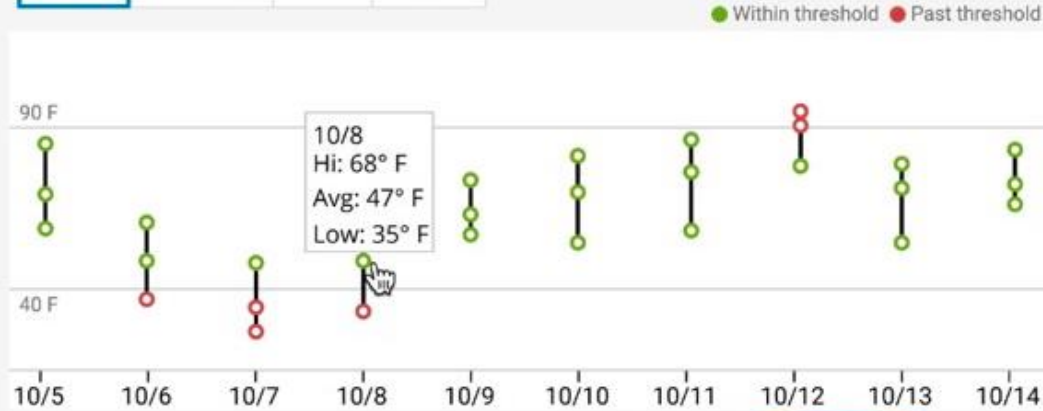 Within threshold Past threshold
90 F
10/8
Hi: 68° F
Avg: 47° F
Low: 35° F
40 F
10/5 10/6 10/7 10/8 10/9 10/10 10/11 10/12 10/13 10/14